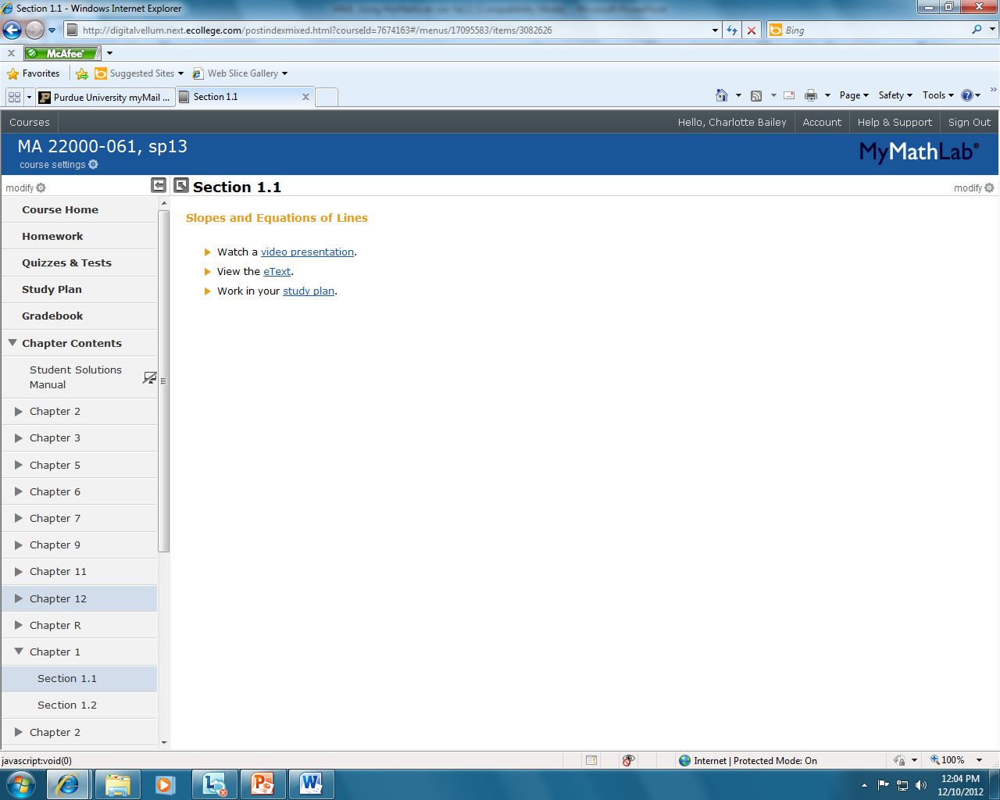 Section 1.1 - Windows Internet Explorer
http://digitalvellum.next.ecollege.com/postindexmixed.html?courseId=7674163#/menus/17095583/items/3082626
Bing
McAfee
Favorites
Suggested Sites
Web Slice Gallery
Purdue University myMail ...
Section 1.1
Page
Safety
Tools
Courses
Hello, Charlotte Bailey
Account
Help & Support
Sign Out
MA 22000-061, sp13
course settings
MyMathLab®
modify
Section 1.1
modify
Course Home
Homework
Quizzes & Tests
Study Plan
Gradebook
Chapter Contents
Student Solutions
Manual
Chapter 2
Chapter 3
Chapter 5
Chapter 6
Chapter 7
Chapter 9
Chapter 11
Chapter 12
Chapter R
Chapter 1
Section 1.1
Section 1.2
Chapter 2
Slopes and Equations of Lines
Watch a video presentation.
View the eText.
Work in your study plan.
javascript:void(0)
Internet | Protected Mode: On
100%
12:04 PM
12/10/2012